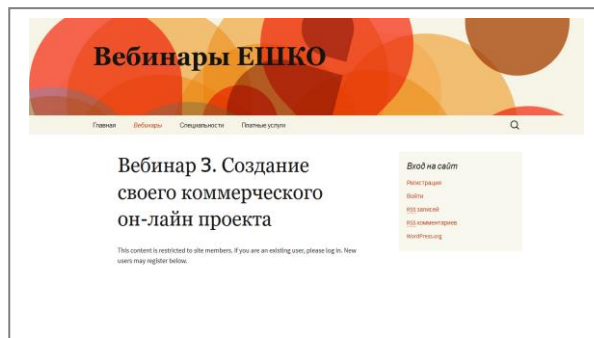 Вебинары ЕШКО
Главная Вебинары Специальности Платные услуги
Вебинар 3. Создание
своего коммерческого
он-лайн проекта
This content is restricted to site members. If you are an existing user, please log in. New
users may register below.
Вход на сайт
Регистрация
Войти
RSS записей
RSS комментариев
WordPress.org